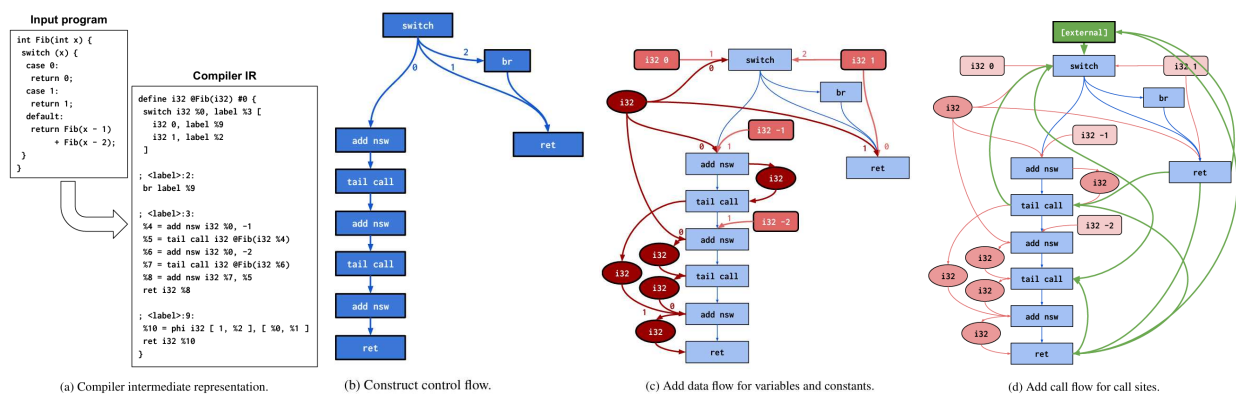 Input program
int Fib(int x) {
switch (x) {
case 0:
return 0;
case 1:
return 1;
default:
return Fib(x - 1)
+ Fib(x - 2);
}
}
Compiler IR
define i32 @Fib(i32) #0 {
switch i32 %0, label %3 [
i32 0, label %9
i32 1, label %2
]
; <label>:2:
br label %9
; <label>:3:
%4 = add nsw i32 %0, -1
%5 = tail call i32 @Fib(i32 %4)
%6 = add nsw i32 %0, -2
%7 = tail call i32 @Fib(i32 %6)
%8 = add nsw i32 %7, %5
ret i32 %8
; <label>:9:
%10 = phi i32 [ 1, %2 ], [ %0, %1 ]
ret i32 %10
}
(a) Compiler intermediate representation.
switch
0
1
2
br
ret
add nsw
tail call
add nsw
tail call
add nsw
ret
(b) Construct control flow.
i32 0
1
0
switch
2
i32 1
i32
br
i32 -1
0
1
1
0
ret
add nsw
i32
tail call
1
i32 -2
0
add nsw
i32
i32
tail call
i32
0
1
add nsw
i32
ret
(c) Add data flow for variables and constants.
[external]
i32 0
switch
i32 1
i32
br
i32 -1
add nsw
ret
i32
tail call
i32 -2
add nsw
i32
i32
tail call
i32
add nsw
i32
ret
(d) Add call flow for call sites.